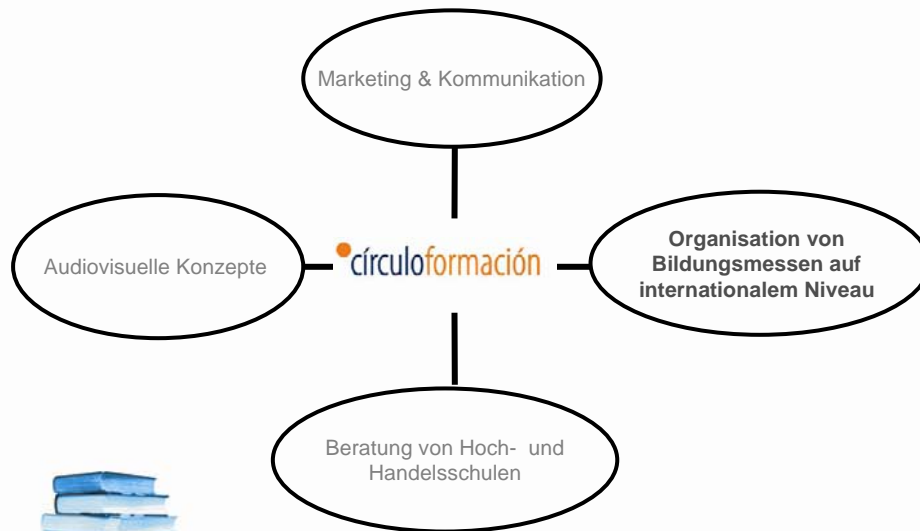 Marketing & Kommunikation
Audiovisuelle Konzepte
círculoformación
Organisation von
Bildungsmessen auf
internationalem Niveau
Beratung von Hoch- und
Handelsschulen